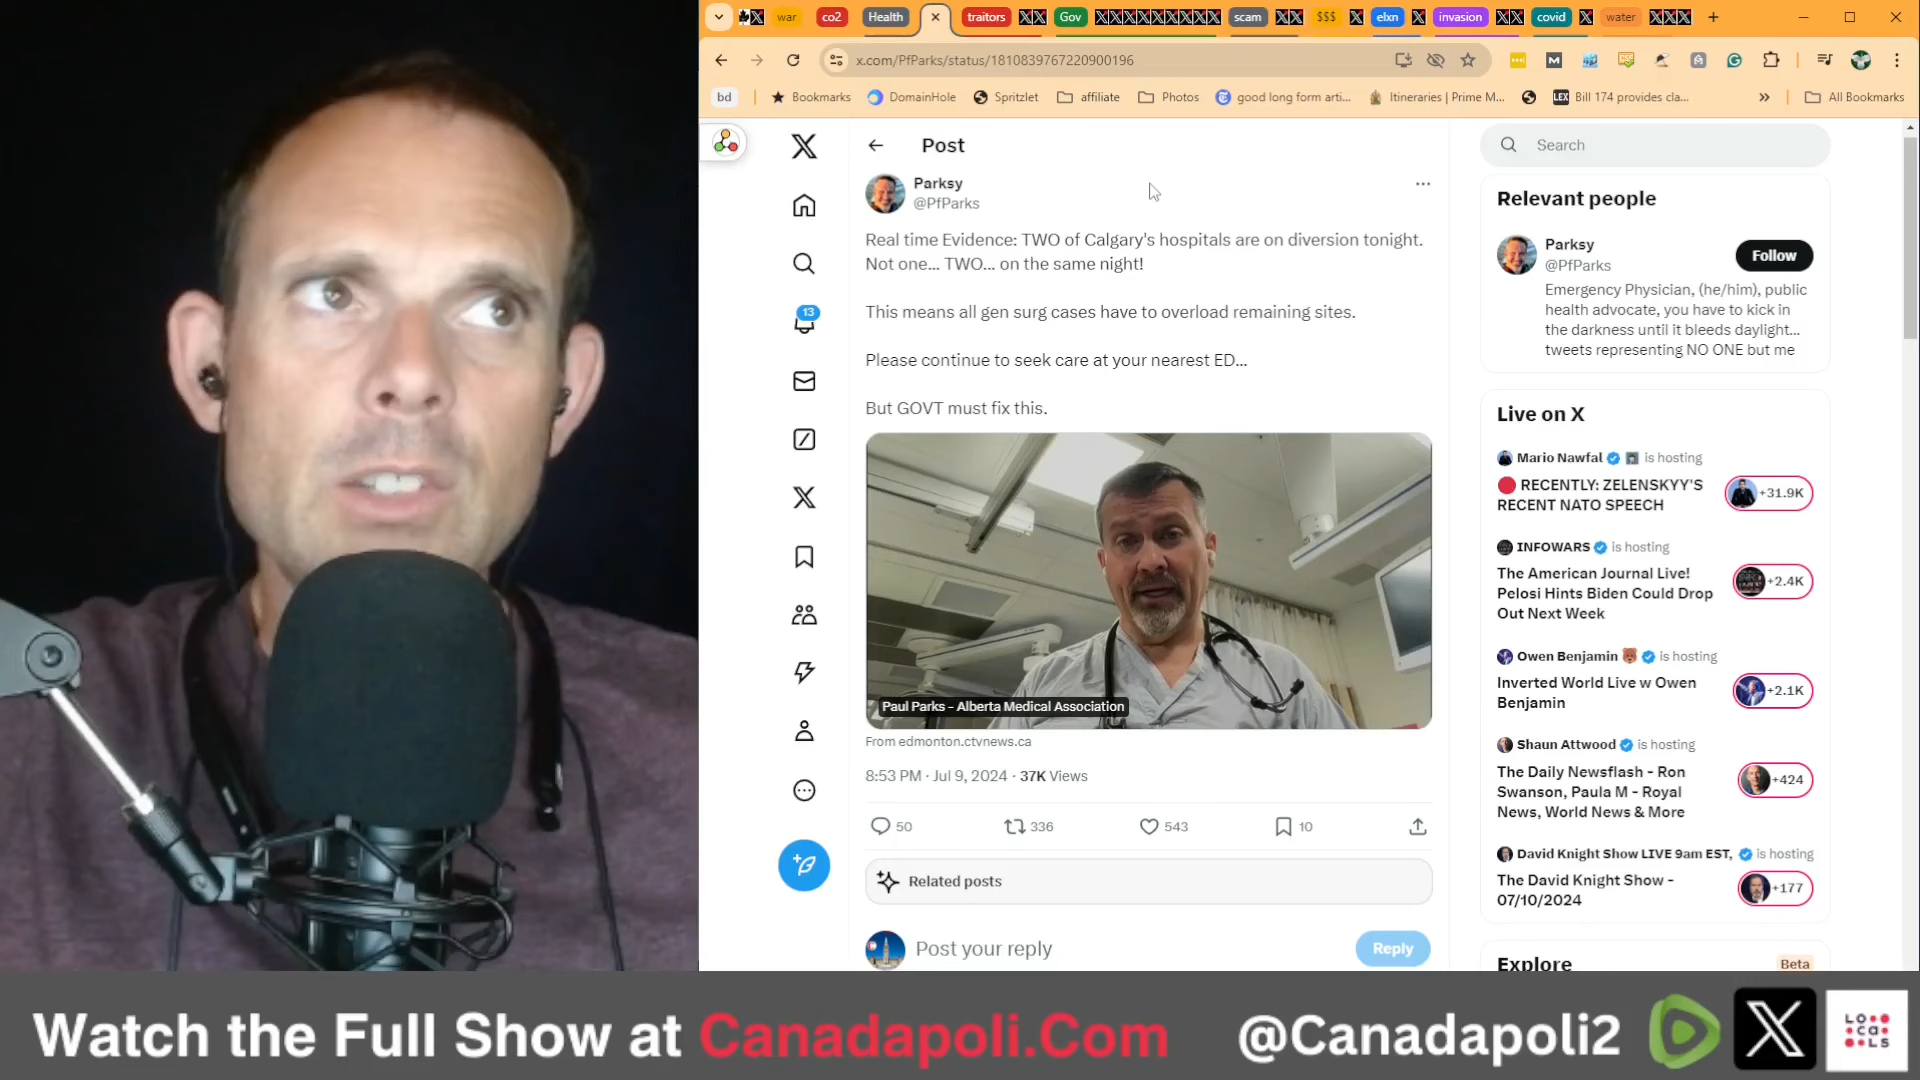 war
co2
Health
traitors
Gov
scam
$$$
elxn
invasion
covid
water
x.com/PfParks/status/1810839767220900196
bd
Bookmarks
DomainHole
Spritzlet
affiliate
Photos
good long form arti...
Itineraries | Prime M...
LEX
Bill 174 provides cla...
All Bookmarks
Post
Parksy
@PfParks
Real time Evidence: TWO of Calgary's hospitals are on diversion tonight.
Not one... TWO... on the same night!
This means all gen surg cases have to overload remaining sites.
Please continue to seek care at your nearest ED...
But GOVT must fix this.
13
Paul Parks - Alberta Medical Association
From edmonton.ctvnews.ca
8:53 PM · Jul 9, 2024 · 37K Views
50
336
543
10
Related posts
Post your reply
Reply
Search
Relevant people
Parksy
@PfParks
Follow
Emergency Physician, (he/him), public
health advocate, you have to kick in
the darkness until it bleeds daylight...
tweets representing NO ONE but me
Live on X
Mario Nawfal is hosting
RECENTLY: ZELENSKYY'S
RECENT NATO SPEECH
+31.9K
INFOWARS is hosting
The American Journal Live!
Pelosi Hints Biden Could Drop
Out Next Week
+2.4K
Owen Benjamin is hosting
Inverted World Live w Owen
Benjamin
+2.1K
Shaun Attwood is hosting
The Daily Newsflash - Ron
Swanson, Paula M - Royal
News, World News & More
+424
David Knight Show LIVE 9am EST, is hosting
The David Knight Show -
07/10/2024
+177
Explore
Beta
Watch the Full Show at Canadapoli.Com
@Canadapoli2
LO
CA
LS